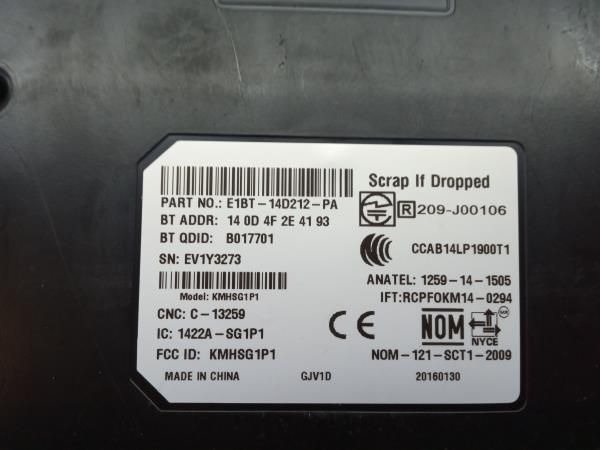 Scrap If Dropped
PART NO.: E1BT-14D212-PA
R 209-J00106
BT ADDR: 14 0D 4F 2E 41 93
BT QDID: B017701
CCAB14LP1900T1
SN: EV1Y3273
ANATEL: 1259-14-1505
Model: KMHSG1P1
IFT:RCPFOKM14-0294
CNC: C-13259
CE
NOM
NYCE
IC: 1422A-SG1P1
FCC ID: KMHSG1P1
NOM-121-SCT1-2009
MADE IN CHINA
GJV1D
20160130